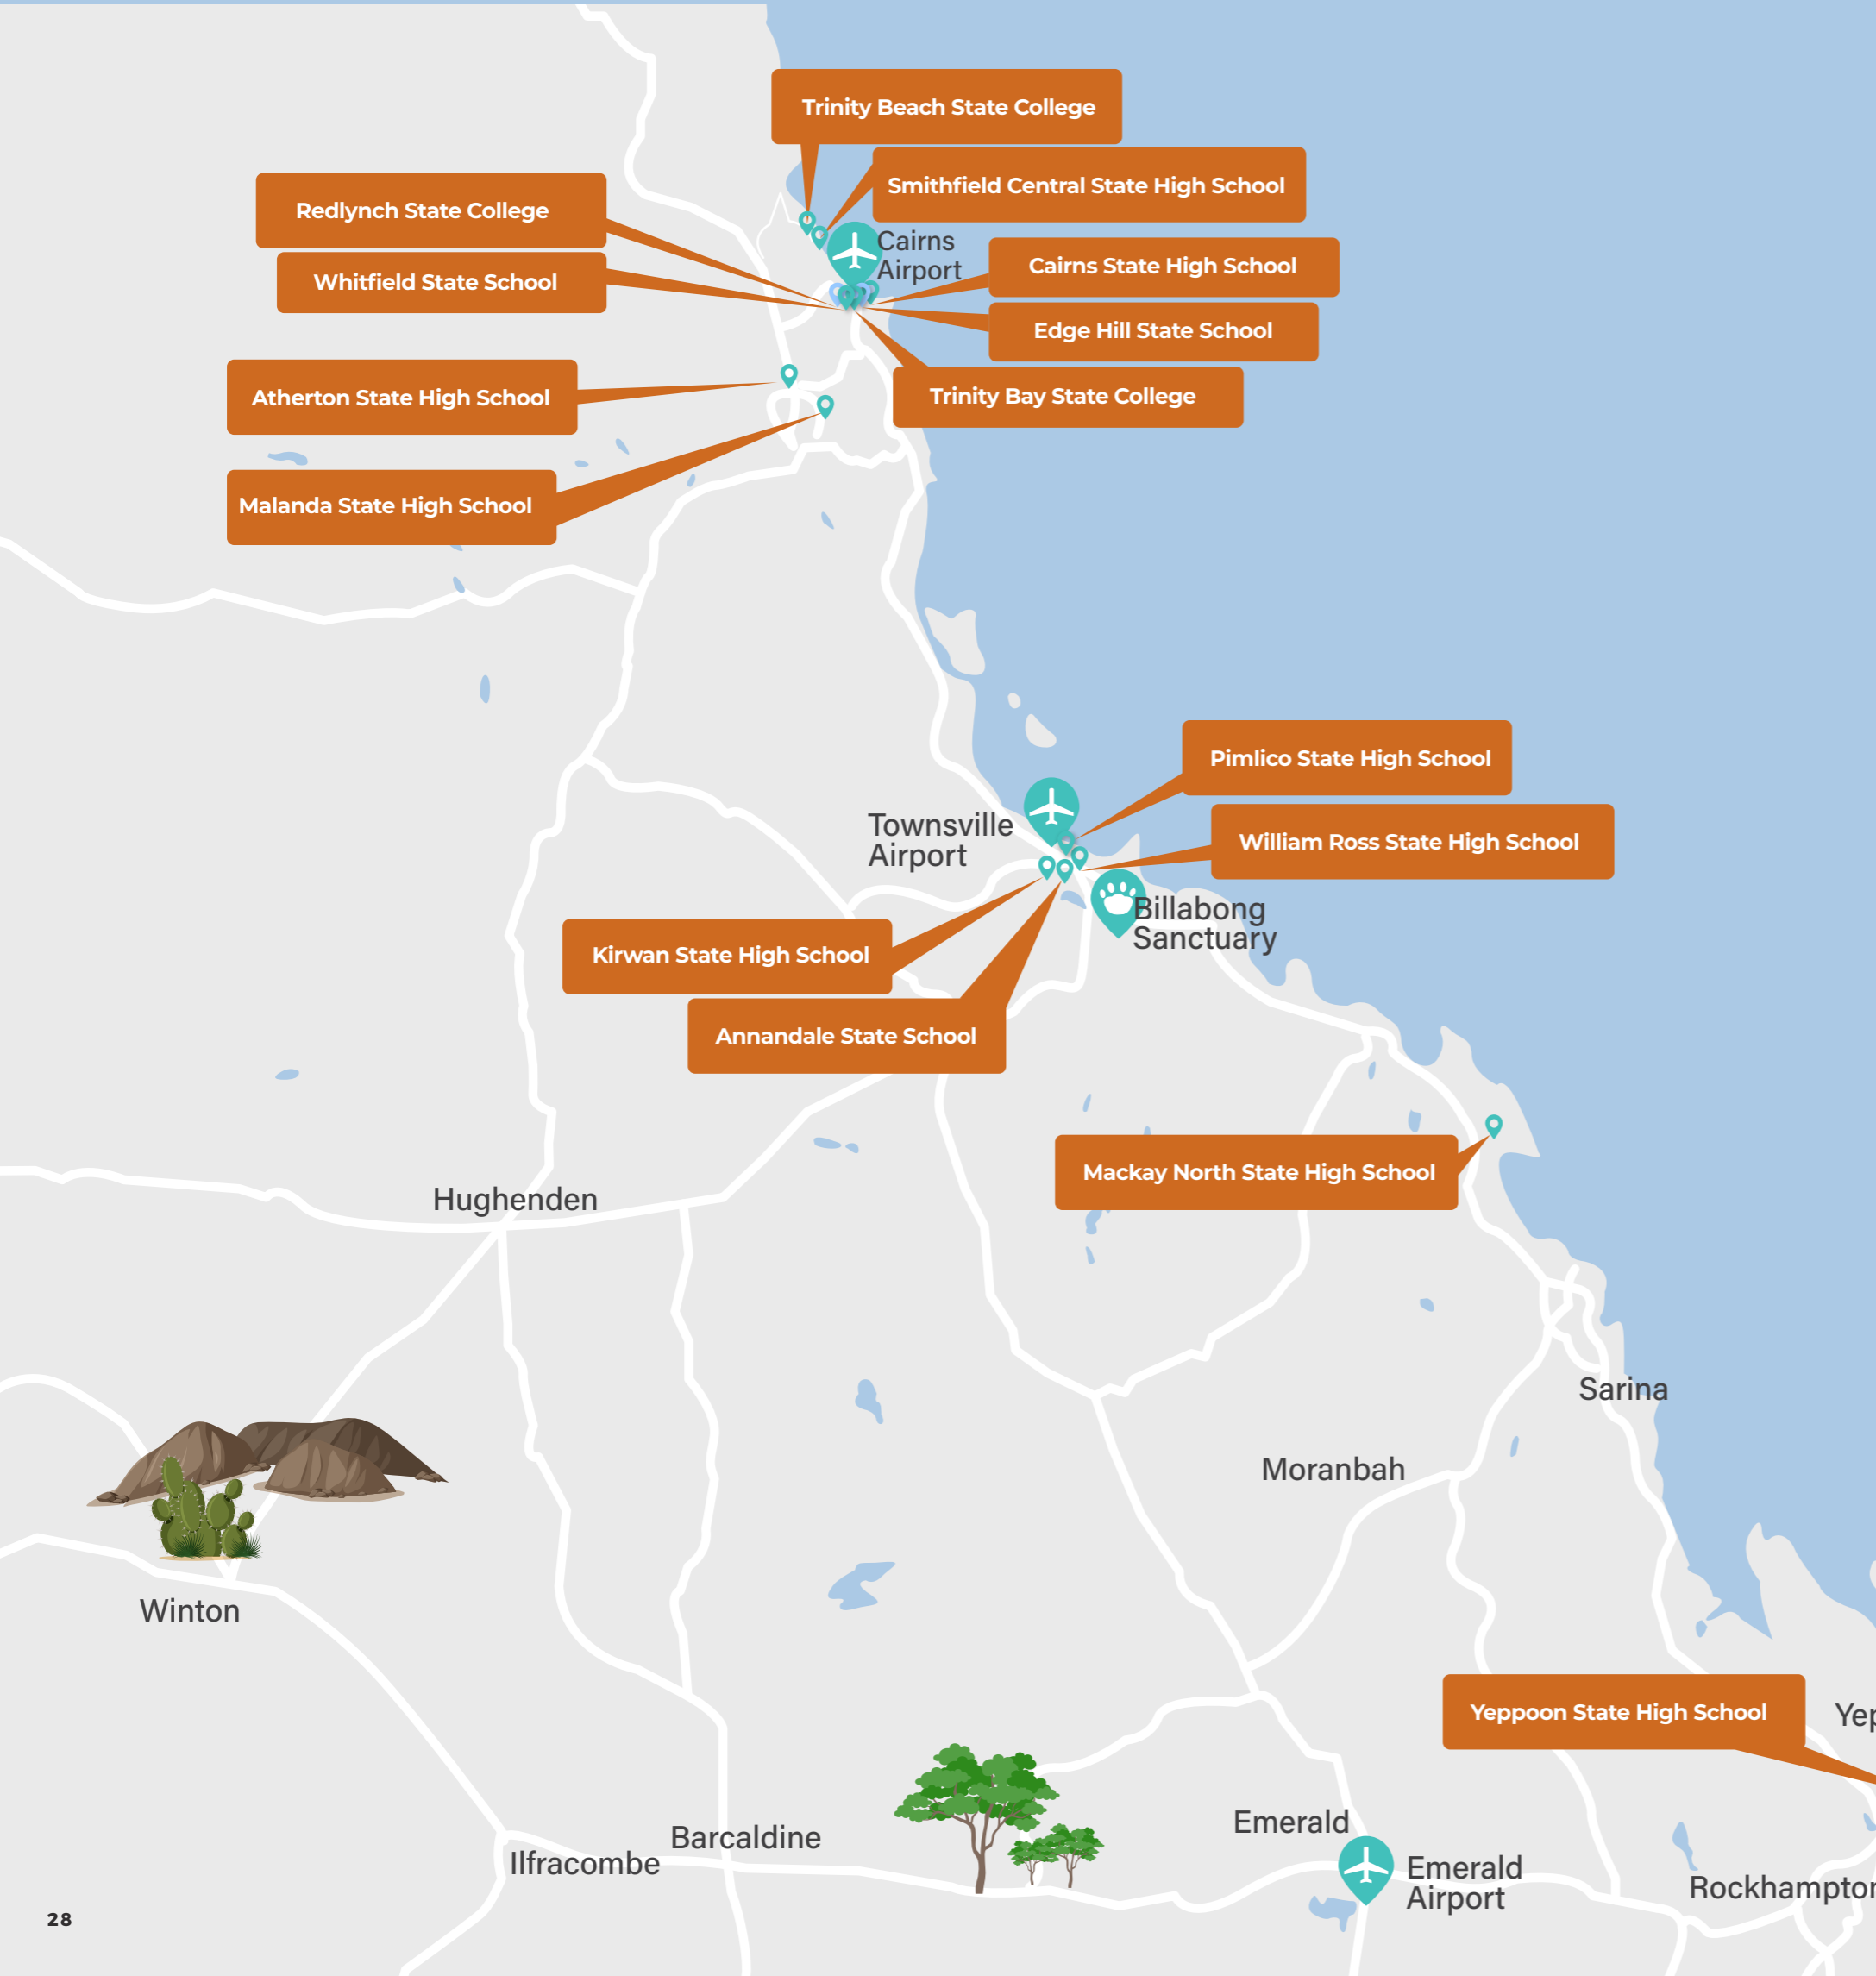 Trinity Beach State College
Smithfield Central State High School
Redlynch State College
Cairns
Airport
Cairns State High School
Whitfield State School
Edge Hill State School
Atherton State High School
Trinity Bay State College
Malanda State High School
Pimlico State High School
Townsville
Airport
William Ross State High School
Billabong
Sanctuary
Kirwan State High School
Annandale State School
Mackay North State High School
Hughenden
Sarina
Moranbah
Winton
Yeppoon State High School
Yep
Emerald
Barcaldine
Ilfracombe
Emerald
Airport
Rockhampton
28